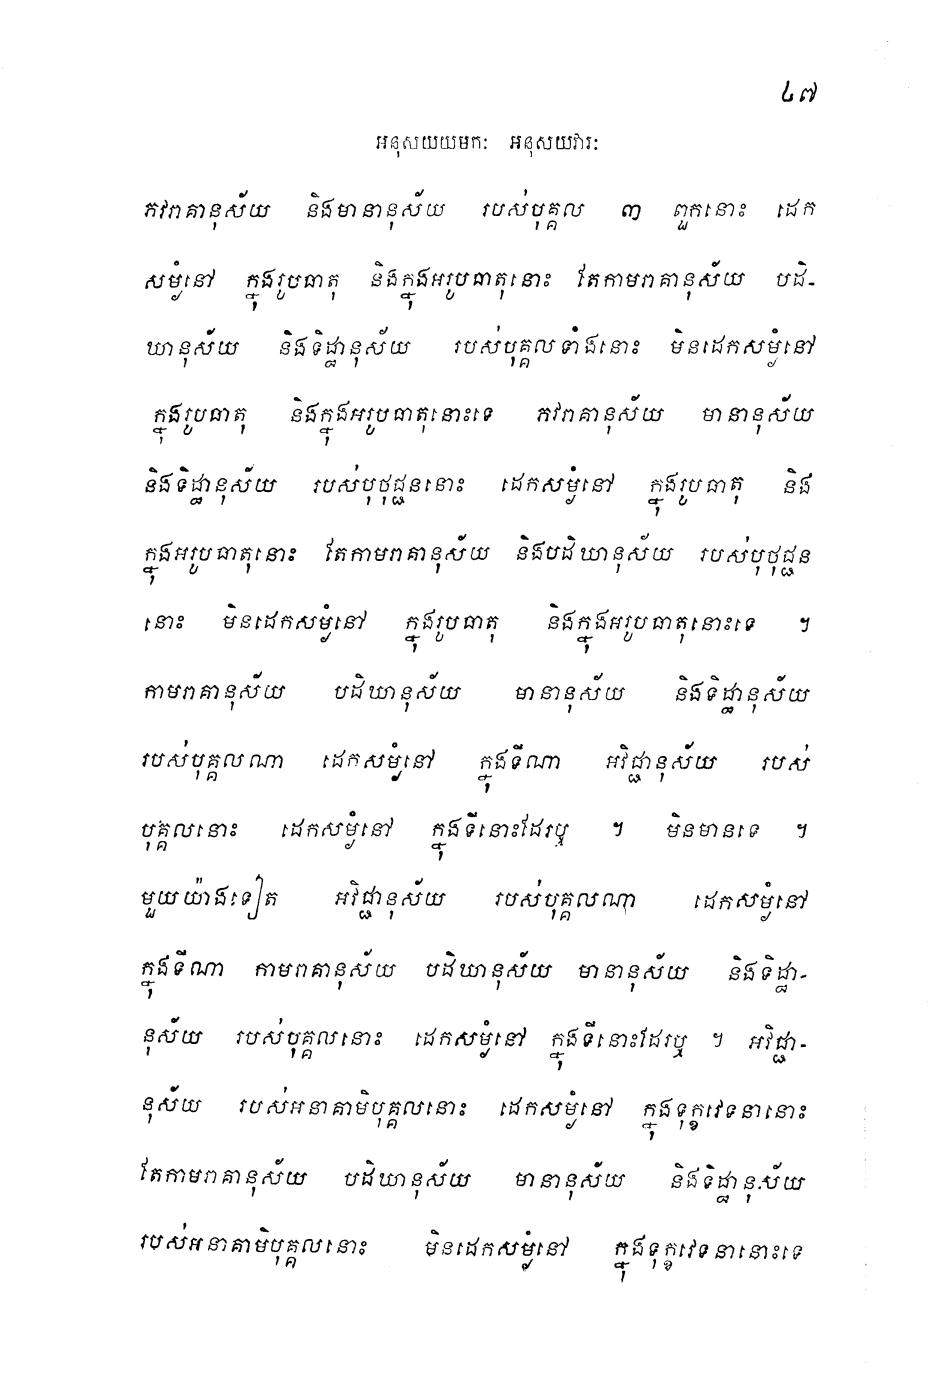 ៤៧
អនុសយយមកៈ អនុសយវារៈ
ភវរាគានុស័យ និងមានានុស័យ របស់បុគ្គល ៣ ពួកនោះ ដេក
សម្ងំនៅ ក្នុងរូបធាតុ និងក្នុងអរូបធាតុនោះ តែកាមរាគានុស័យ បដិ-
ឃានុស័យ និងទិដ្ឋានុស័យ របស់បុគ្គលទាំងនោះ មិនដេកសម្ងំនៅ
ក្នុងរូបធាតុ និងក្នុងអរូបធាតុនោះទេ ភវរាគានុស័យ មានានុស័យ
និងទិដ្ឋានុស័យ របស់បុថុជ្ជននោះ ដេកសម្ងំនៅ ក្នុងរូបធាតុ និង
ក្នុងអរូបធាតុនោះ តែកាមរាគានុស័យ និងបដិឃានុស័យ របស់បុថុជ្ជន
នោះ មិនដេកសម្ងំនៅ ក្នុងរូបធាតុ និងក្នុងអរូបធាតុនោះទេ ។
កាមរាគានុស័យ បដិឃានុស័យ មានានុស័យ និងទិដ្ឋានុស័យ
របស់បុគ្គលណា ដេកសម្ងំនៅ ក្នុងទីណា អវិជ្ជានុស័យ របស់
បុគ្គលនោះ ដេកសម្ងំនៅ ក្នុងទីនោះដែរឬ ។ មិនមានទេ ។
មួយយ៉ាងទៀត អវិជ្ជានុស័យ របស់បុគ្គលណា ដេកសម្ងំនៅ
ក្នុងទីណា កាមរាគានុស័យ បដិឃានុស័យ មានានុស័យ និងទិដ្ឋា-
នុស័យ របស់បុគ្គលនោះ ដេកសម្ងំនៅ ក្នុងទីនោះដែរឬ ។ អវិជ្ជា-
នុស័យ របស់អនាគាមិបុគ្គលនោះ ដេកសម្ងំនៅ ក្នុងទុក្ខវេទនានោះ
តែកាមរាគានុស័យ បដិឃានុស័យ មានានុស័យ និងទិដ្ឋានុស័យ
របស់អនាគាមិបុគ្គលនោះ មិនដេកសម្ងំនៅ ក្នុងទុក្ខវេទនានោះទេ